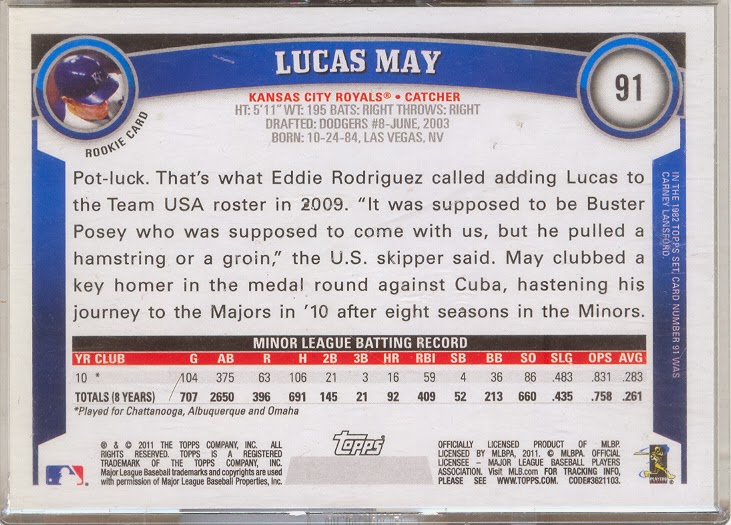 LUCAS MAY
91
ROOKIE CARD
KANSAS CITY ROYALS® • CATCHER
HT: 5'11" WT: 195 BATS: RIGHT THROWS: RIGHT
DRAFTED: DODGERS #8-JUNE, 2003
BORN: 10-24-84, LAS VEGAS, NV
Pot-luck. That's what Eddie Rodriguez called adding Lucas to
the Team USA roster in 2009. "It was supposed to be Buster
Posey who was supposed to come with us, but he pulled a
hamstring or a groin," the U.S. skipper said. May clubbed a
key homer in the medal round against Cuba, hastening his
journey to the Majors in '10 after eight seasons in the Minors.
IN THE 1982 TOPPS SET, CARD NUMBER 91 WAS
CARNEY LANSFORD.
MINOR LEAGUE BATTING RECORD
YR CLUB G AB R H 2B 3B HR RBI SB BB SO SLG OPS AVG
10 * 104 375 63 106 21 3 16 59 4 36 86 .483 .831 .283
TOTALS (8 YEARS) 707 2650 396 691 145 21 92 409 52 213 660 .435 .758 .261
*Played for Chattanooga, Albuquerque and Omaha
® & © 2011 THE TOPPS COMPANY, INC. ALL
RIGHTS RESERVED. TOPPS IS A REGISTERED
TRADEMARK OF THE TOPPS COMPANY, INC.
Major League Baseball trademarks and copyrights are used
with permission of Major League Baseball Properties, Inc.
topps
OFFICIALLY LICENSED PRODUCT OF MLBP.
LICENSED BY MLBPA, 2011. © MLBPA. OFFICIAL
LICENSEE – MAJOR LEAGUE BASEBALL PLAYERS
ASSOCIATION. Visit MLB.com FOR TRACKING INFO,
PLEASE SEE WWW.TOPPS.COM. CODE#3621103.
PLAYERS